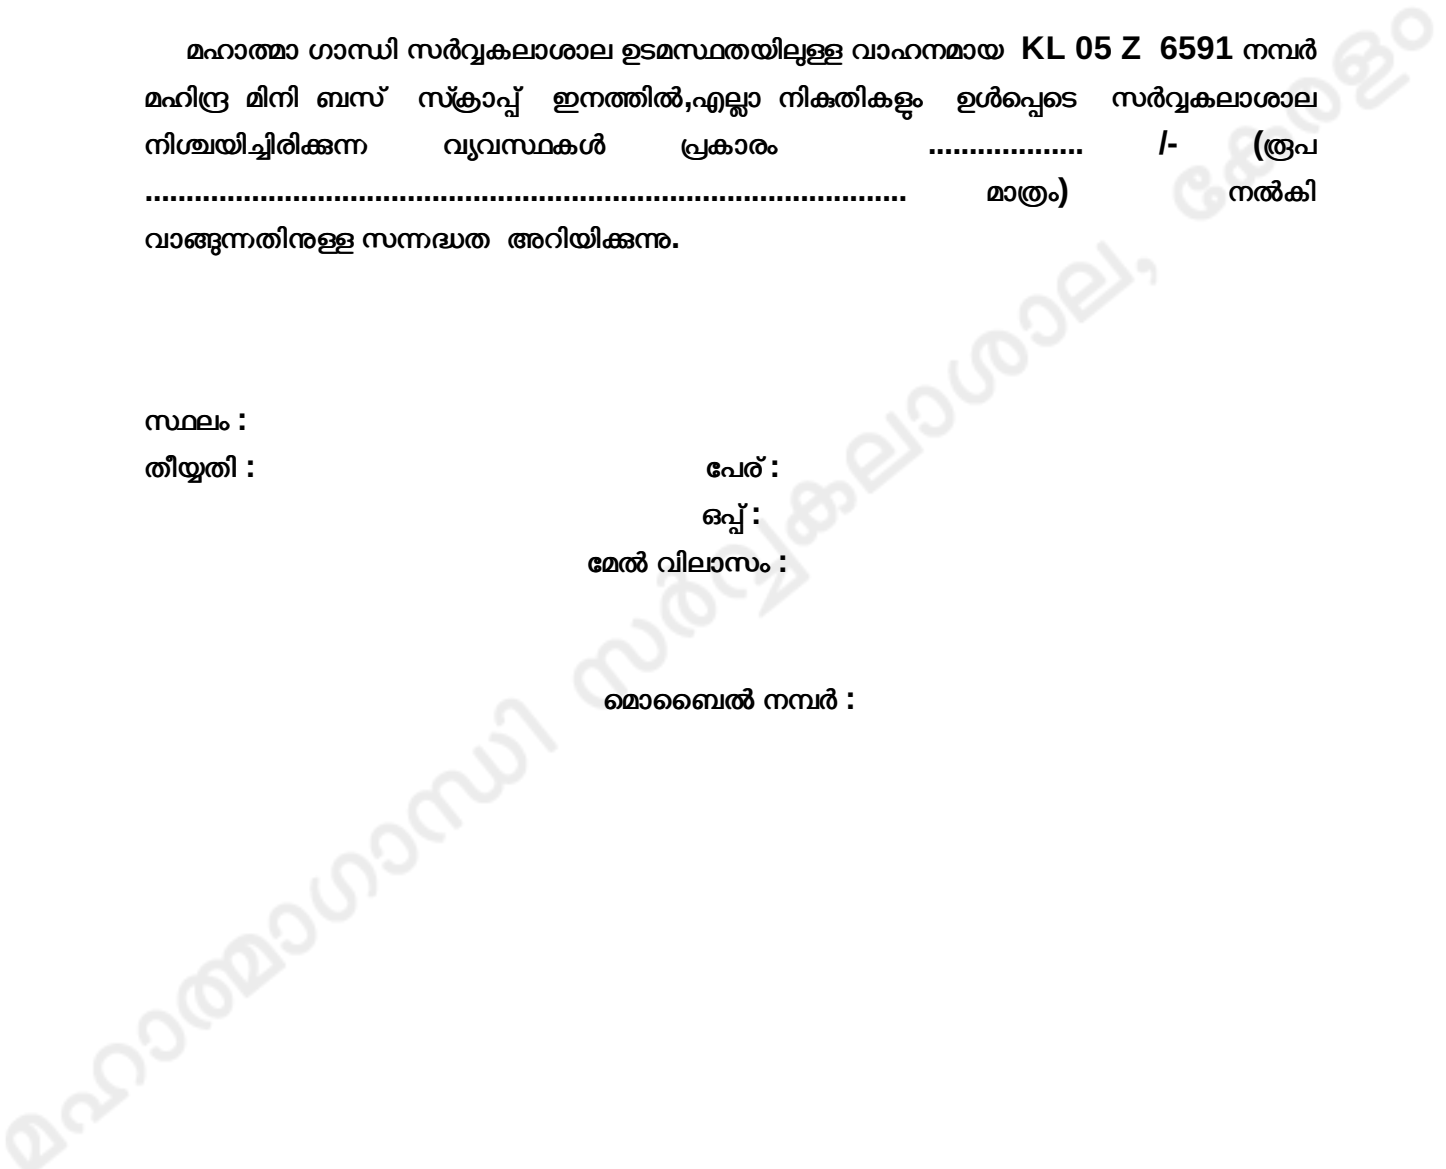 മഹാത്മാ ഗാന്ധി സർവ്വകലാശാല ഉടമസ്ഥതയിലുള്ള വാഹനമായ KL 05 Z 6591 നമ്പർ
മഹിന്ദ്ര മിനി ബസ് സ്ക്രാപ്പ് ഇനത്തിൽ,എല്ലാ നികുതികളും ഉൾപ്പെടെ സർവ്വകലാശാല
നിശ്ചയിച്ചിരിക്കുന്ന വ്യവസ്ഥകൾ പ്രകാരം ................... /- (രൂപ
.............................................................................................. മാത്രം) നൽകി
വാങ്ങുന്നതിനുള്ള സന്നദ്ധത അറിയിക്കുന്നു.
സ്ഥലം :
തീയ്യതി : പേര് :
ഒപ്പ് :
മേൽ വിലാസം :
മൊബൈൽ നമ്പർ :
മഹാത്മാഗാന്ധി സർവ്വകലാശാല, കേരളം